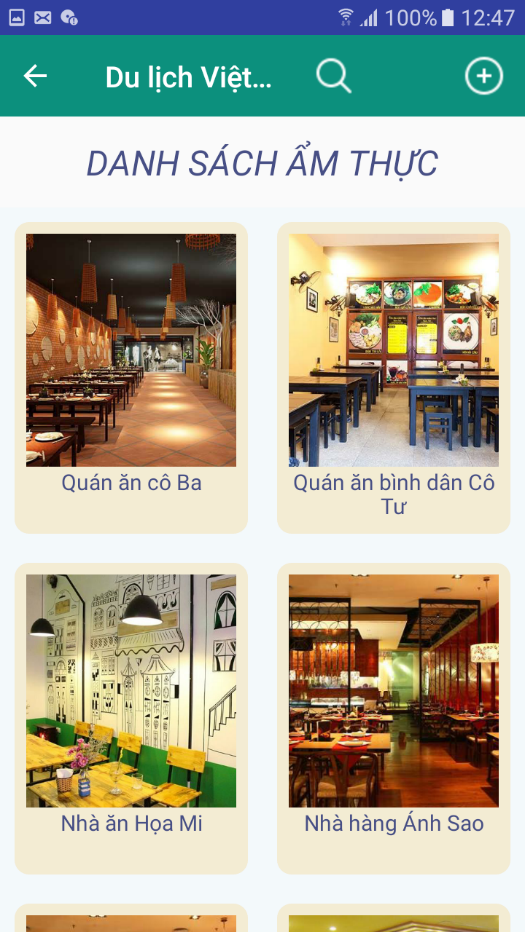 100% 12:47
Du lịch Việt...
DANH SÁCH ẨM THỰC
Quán ăn cô Ba
Quán ăn bình dân Cô
Tư
Nhà ăn Họa Mi
Nhà hàng Ánh Sao